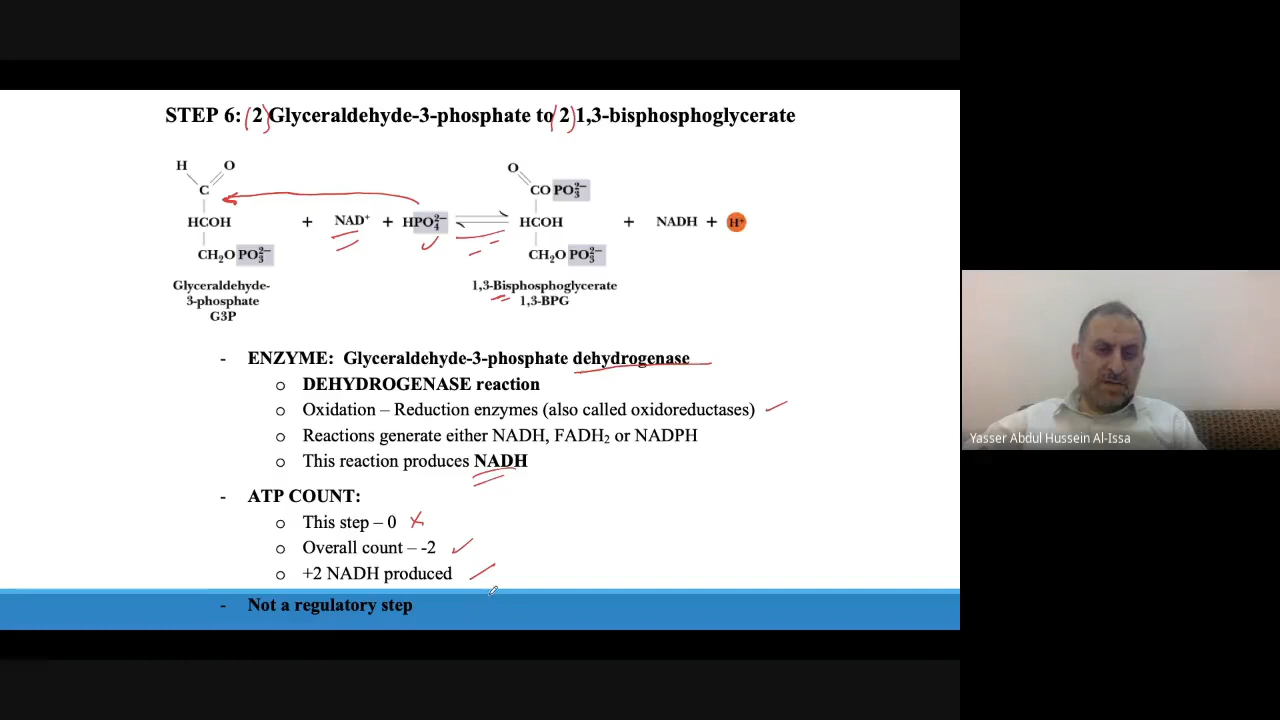 STEP 6: (2) Glyceraldehyde-3-phosphate to (2) 1,3-bisphosphoglycerate
H O O
C CO PO₃²⁻
HCOH + NAD⁺ + HPO₄²⁻ HCOH + NADH + H⁺
CH₂O PO₃²⁻ CH₂O PO₃²⁻
Glyceraldehyde- 1,3-Bisphosphoglycerate
3-phosphate 1,3-BPG
G3P
- ENZYME: Glyceraldehyde-3-phosphate dehydrogenase
o DEHYDROGENASE reaction
o Oxidation – Reduction enzymes (also called oxidoreductases)
o Reactions generate either NADH, FADH₂ or NADPH
o This reaction produces NADH
- ATP COUNT:
o This step – 0
o Overall count – -2
o +2 NADH produced
- Not a regulatory step
Yasser Abdul Hussein Al-Issa